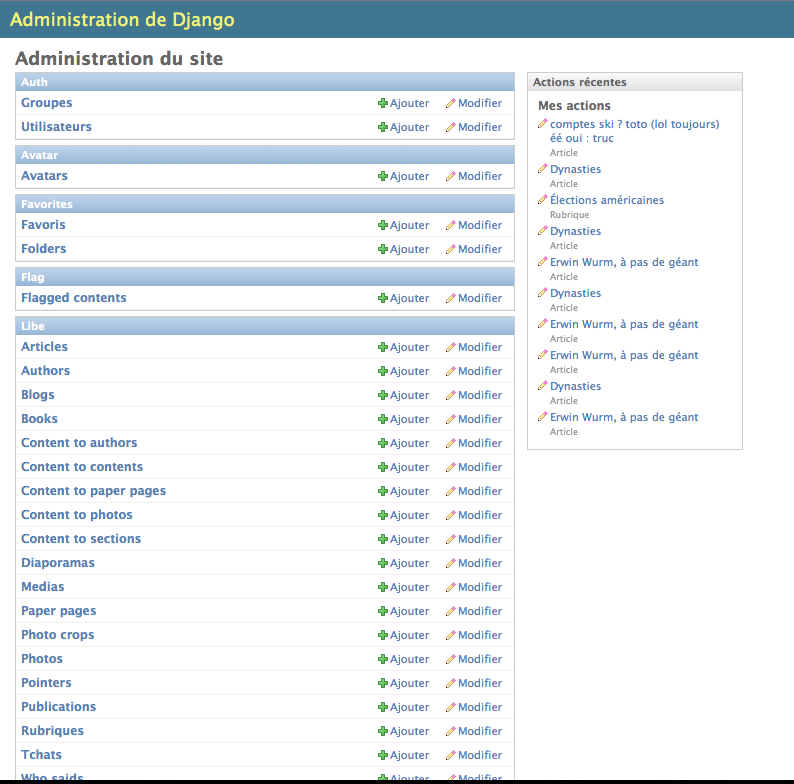 Administration de Django
Administration du site
Auth
Groupes Ajouter Modifier
Utilisateurs Ajouter Modifier
Avatar
Avatars Ajouter Modifier
Favorites
Favoris Ajouter Modifier
Folders Ajouter Modifier
Flag
Flagged contents Ajouter Modifier
Libe
Articles Ajouter Modifier
Authors Ajouter Modifier
Blogs Ajouter Modifier
Books Ajouter Modifier
Content to authors Ajouter Modifier
Content to contents Ajouter Modifier
Content to paper pages Ajouter Modifier
Content to photos Ajouter Modifier
Content to sections Ajouter Modifier
Diaporamas Ajouter Modifier
Medias Ajouter Modifier
Paper pages Ajouter Modifier
Photo crops Ajouter Modifier
Photos Ajouter Modifier
Pointers Ajouter Modifier
Publications Ajouter Modifier
Rubriques Ajouter Modifier
Tchats Ajouter Modifier
Who saids Ajouter Modifier
Actions récentes
Mes actions
comptes ski ? toto (lol toujours)
éé oui : truc
Article
Dynasties
Article
Élections américaines
Rubrique
Dynasties
Article
Erwin Wurm, à pas de géant
Article
Dynasties
Article
Erwin Wurm, à pas de géant
Article
Erwin Wurm, à pas de géant
Article
Dynasties
Article
Erwin Wurm, à pas de géant
Article